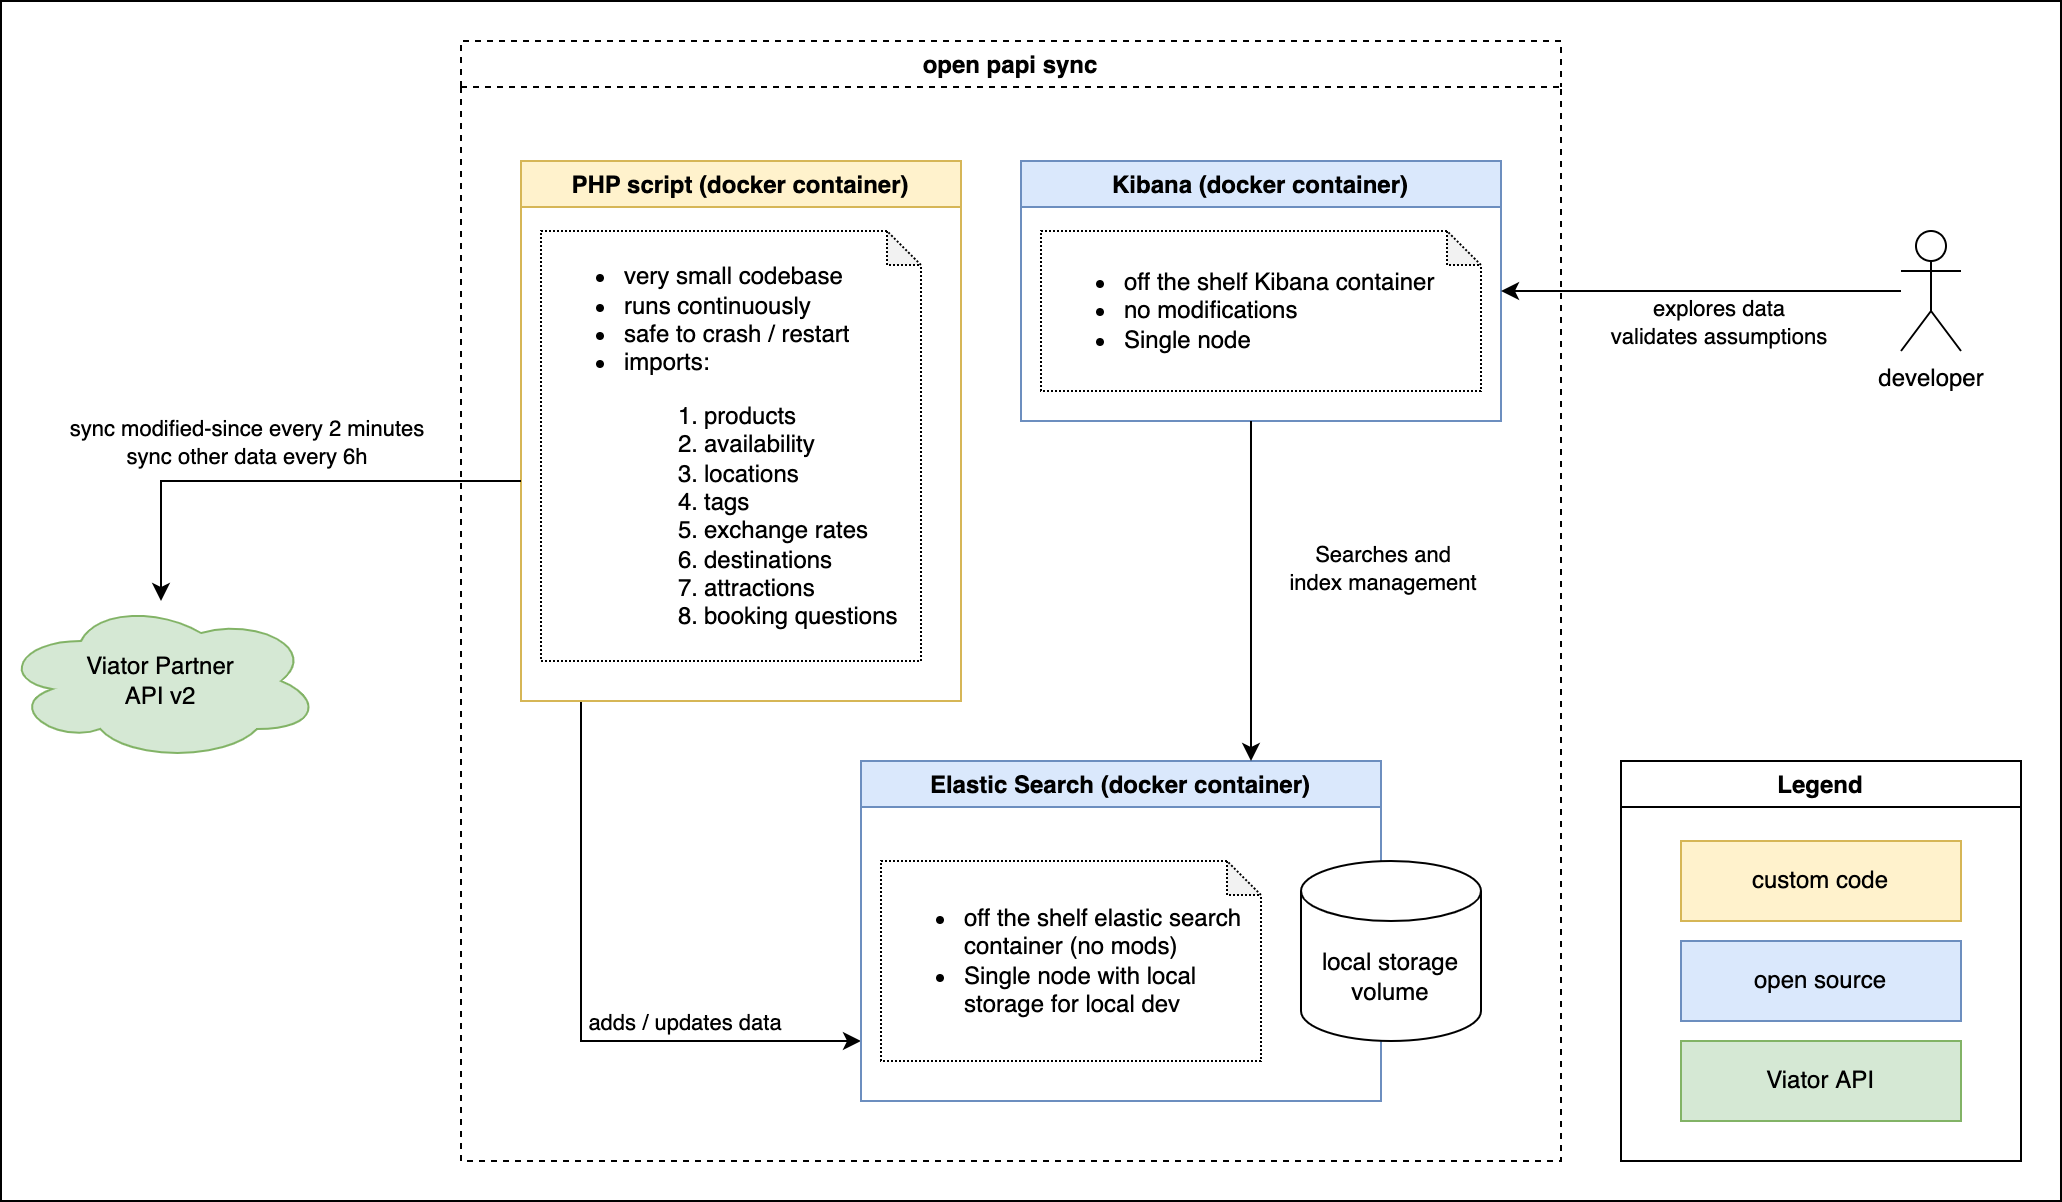 open papi sync
PHP script (docker container)
• very small codebase
• runs continuously
• safe to crash / restart
• imports:
1. products
2. availability
3. locations
4. tags
5. exchange rates
6. destinations
7. attractions
8. booking questions
Kibana (docker container)
• off the shelf Kibana container
• no modifications
• Single node
explores data
validates assumptions
developer
sync modified-since every 2 minutes
sync other data every 6h
Viator Partner
API v2
Searches and
index management
Elastic Search (docker container)
• off the shelf elastic search
container (no mods)
• Single node with local
storage for local dev
local storage
volume
adds / updates data
Legend
custom code
open source
Viator API